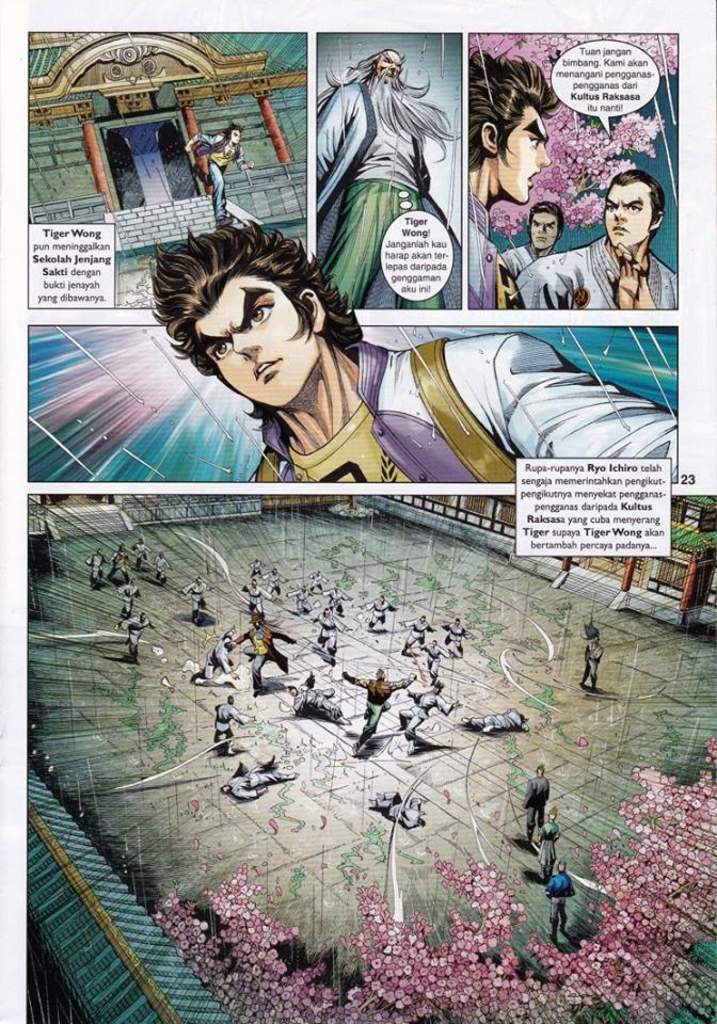 Tiger Wong
pun meninggalkan
Sekolah Jenjang
Sakti dengan
bukti jenayah
yang dibawanya.
Tiger
Wong!
Janganlah kau
harap akan ter-
lepas daripada
genggaman
aku ini!
Tuan jangan
bimbang. Kami akan
menangani pengganas-
pengganas dari
Kultus Raksasa
itu nanti!
Rupa-rupanya Ryo Ichiro telah
sengaja memerintahkan pengikut-
pengikutnya menyekat pengganas-
pengganas daripada Kultus
Raksasa yang cuba menyerang
Tiger supaya Tiger Wong akan
bertambah percaya padanya...
23